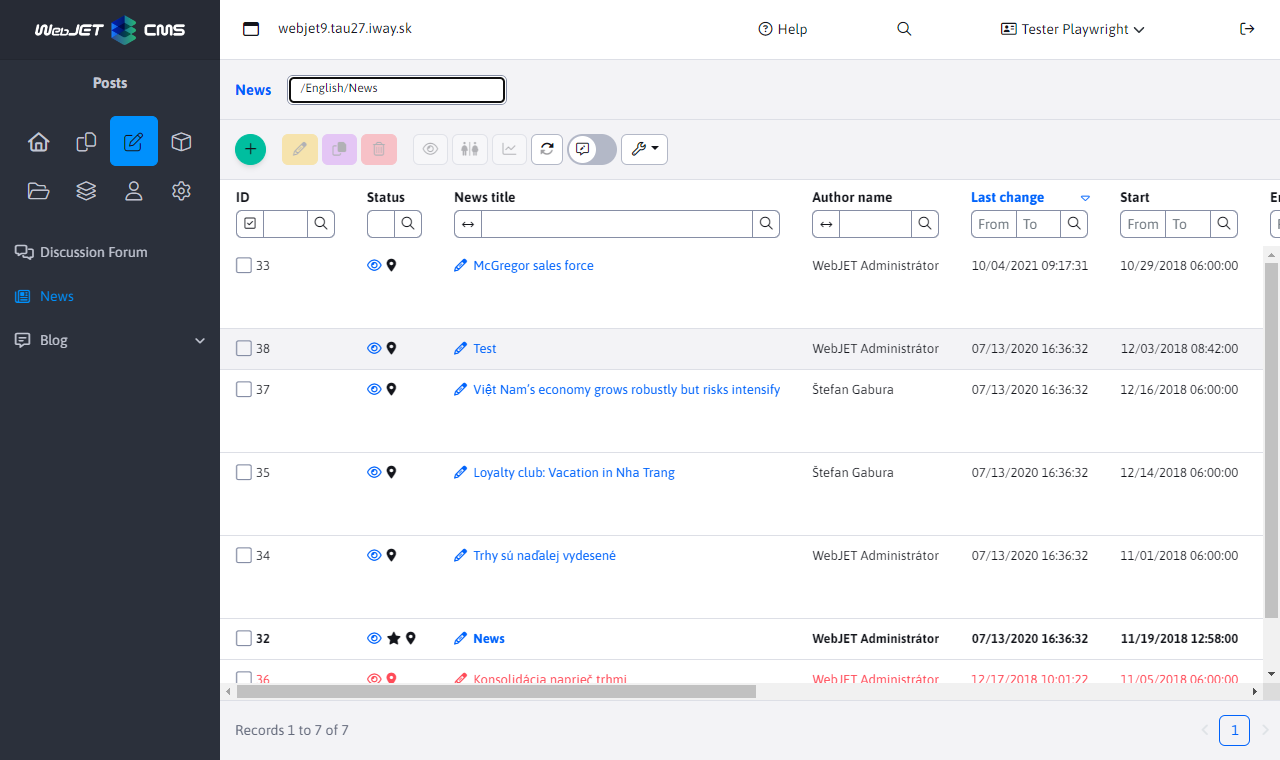 WebJET CMS
webjet9.tau27.iway.sk
Help
Tester Playwright
Posts
News
/English/News
Discussion Forum
News
Blog
ID Status News title Author name Last change Start
From To From To
33 McGregor sales force WebJET Administrátor 10/04/2021 09:17:31 10/29/2018 06:00:00
38 Test WebJET Administrátor 07/13/2020 16:36:32 12/03/2018 08:42:00
37 Việt Nam's economy grows robustly but risks intensify Štefan Gabura 07/13/2020 16:36:32 12/16/2018 06:00:00
35 Loyalty club: Vacation in Nha Trang Štefan Gabura 07/13/2020 16:36:32 12/14/2018 06:00:00
34 Trhy sú naďalej vydesené WebJET Administrátor 07/13/2020 16:36:32 11/01/2018 06:00:00
32 News WebJET Administrátor 07/13/2020 16:36:32 11/19/2018 12:58:00
36 Konsolidácia naprieč trhmi WebJET Administrátor 12/17/2018 10:01:22 11/05/2018 06:00:00
Records 1 to 7 of 7
1